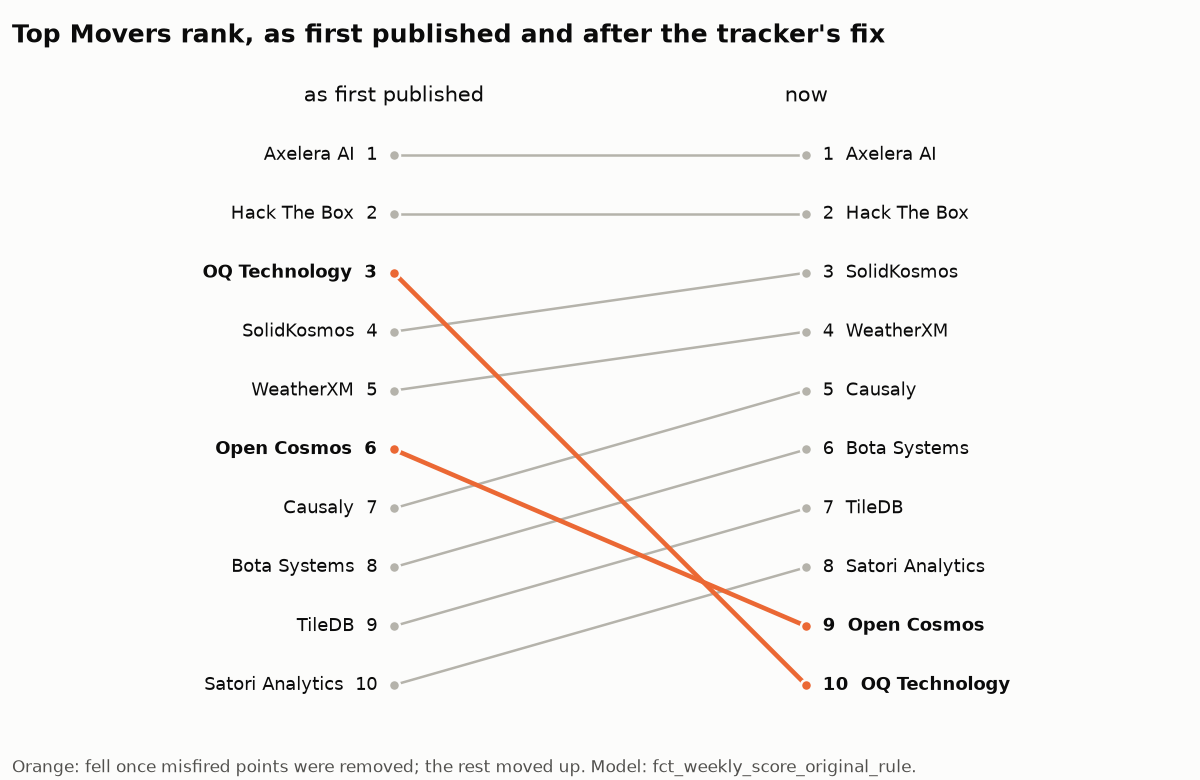 Top Movers rank, as first published and after the tracker's fix
as first published now
Axelera AI 1 1 Axelera AI
Hack The Box 2 2 Hack The Box
OQ Technology 3 3 SolidKosmos
SolidKosmos 4 4 WeatherXM
WeatherXM 5 5 Causaly
Open Cosmos 6 6 Bota Systems
Causaly 7 7 TileDB
Bota Systems 8 8 Satori Analytics
TileDB 9 9 Open Cosmos
Satori Analytics 10 10 OQ Technology
Orange: fell once misfired points were removed; the rest moved up. Model: fct_weekly_score_original_rule.